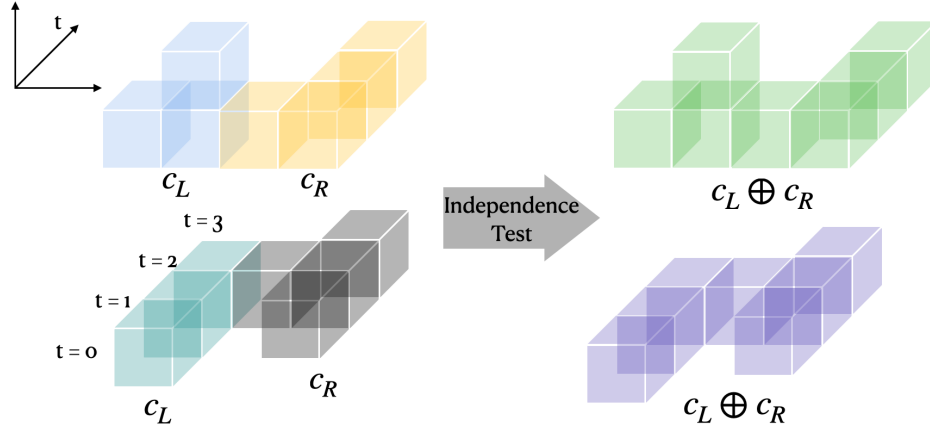 t
c_L
c_R
c_L ⊕ c_R
Independence
Test
t = 3
t = 2
t = 1
t = 0
c_L
c_R
c_L ⊕ c_R